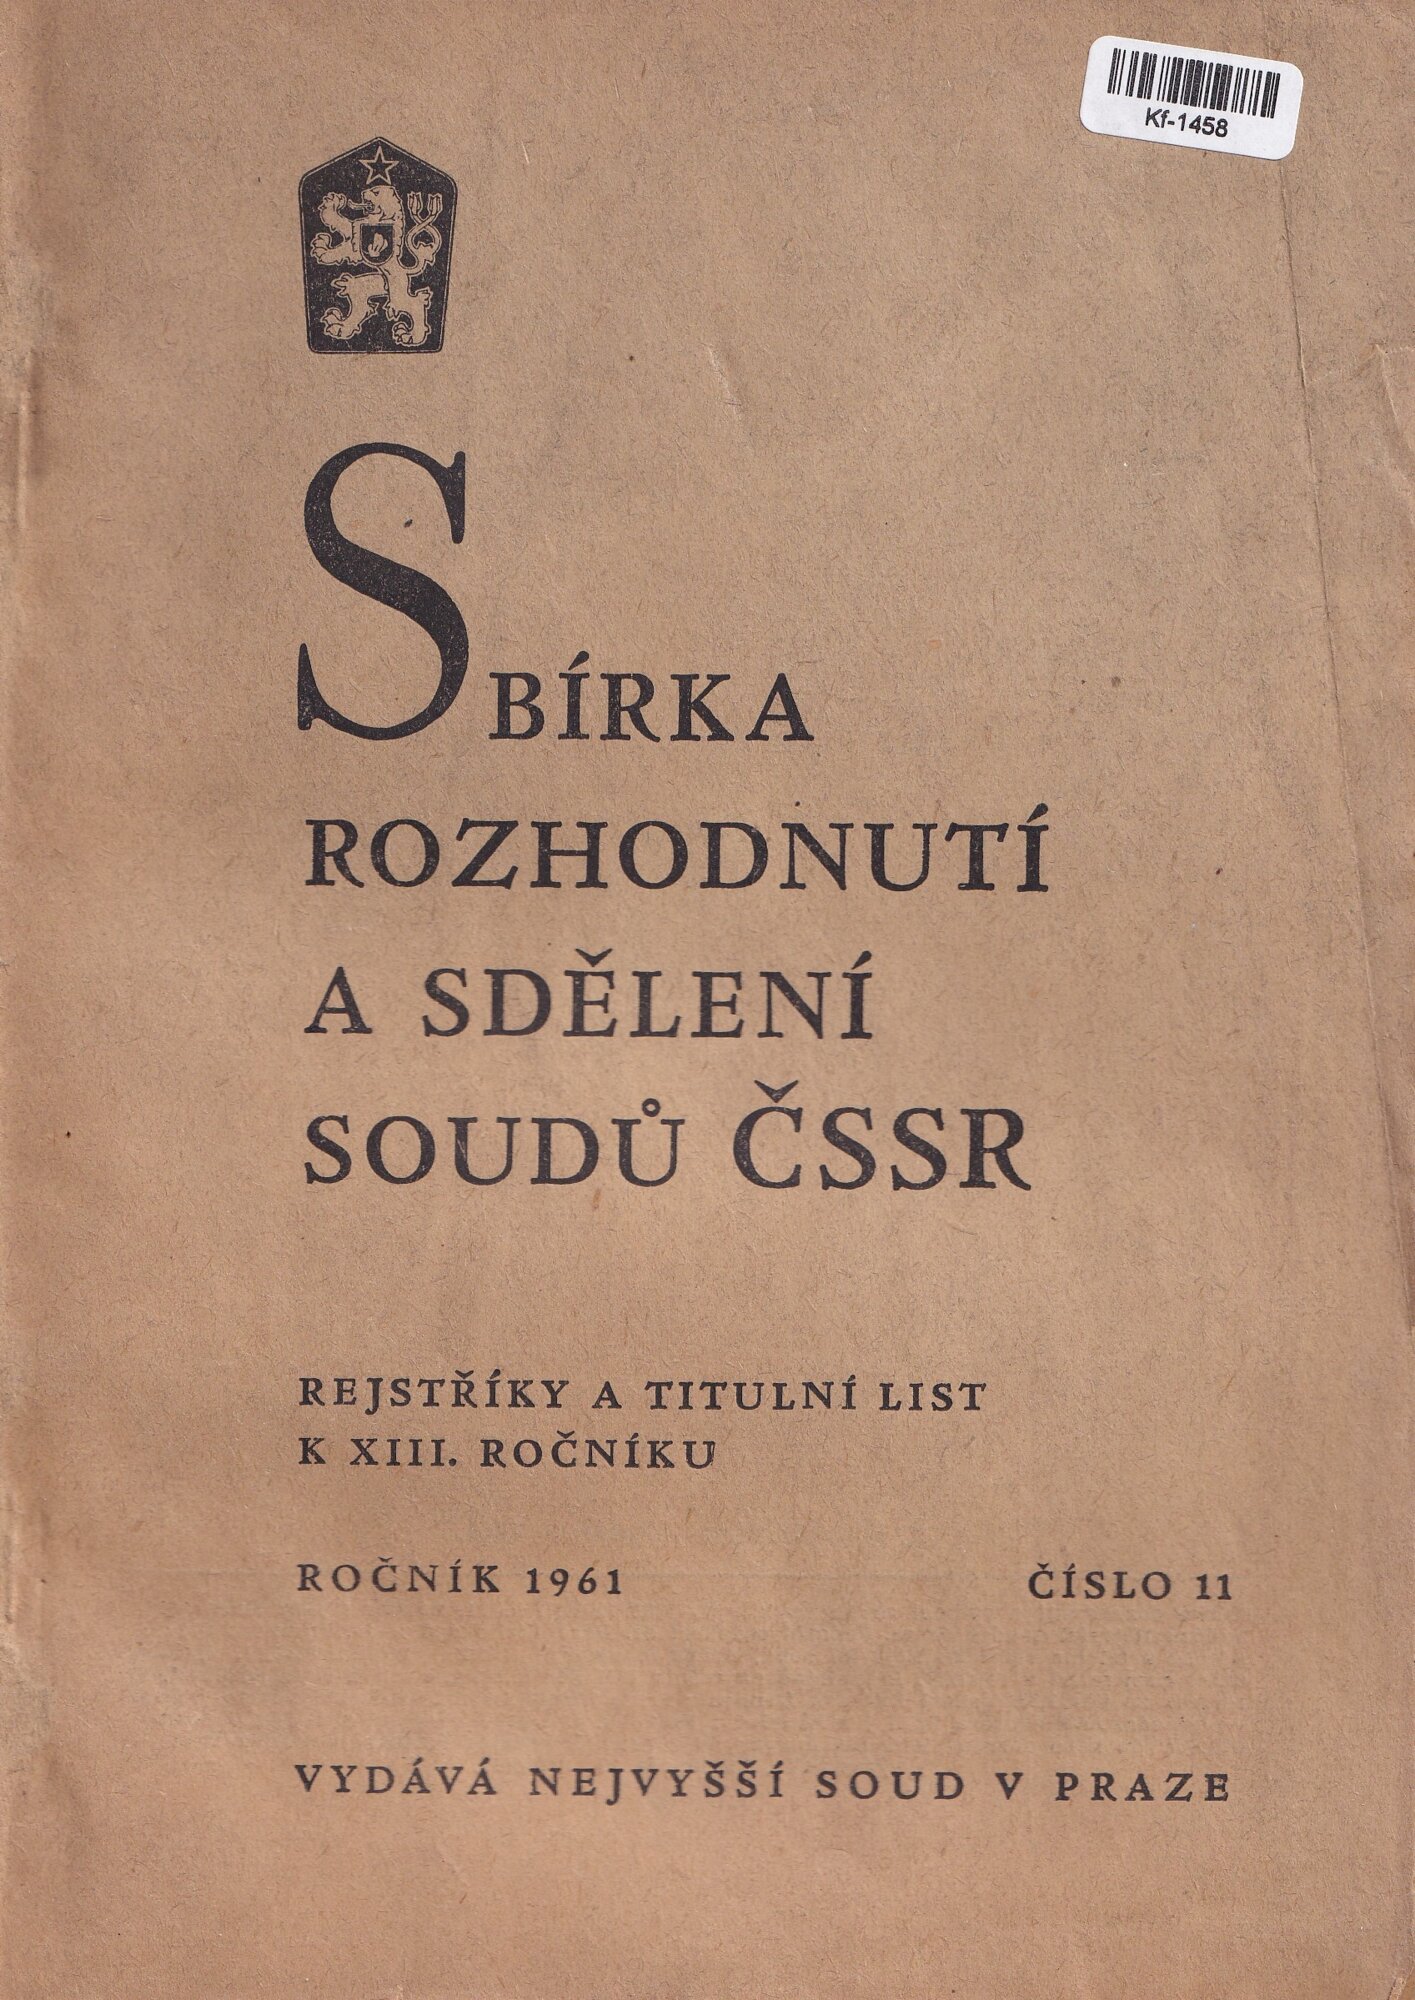 Kf-1458
SBÍRKA
ROZHODNUTÍ
A SDĚLENÍ
SOUDŮ ČSSR
REJSTŘÍKY A TITULNÍ LIST
K XIII. ROČNÍKU
ROČNÍK 1961 ČÍSLO 11
VYDÁVÁ NEJVYŠŠÍ SOUD V PRAZE